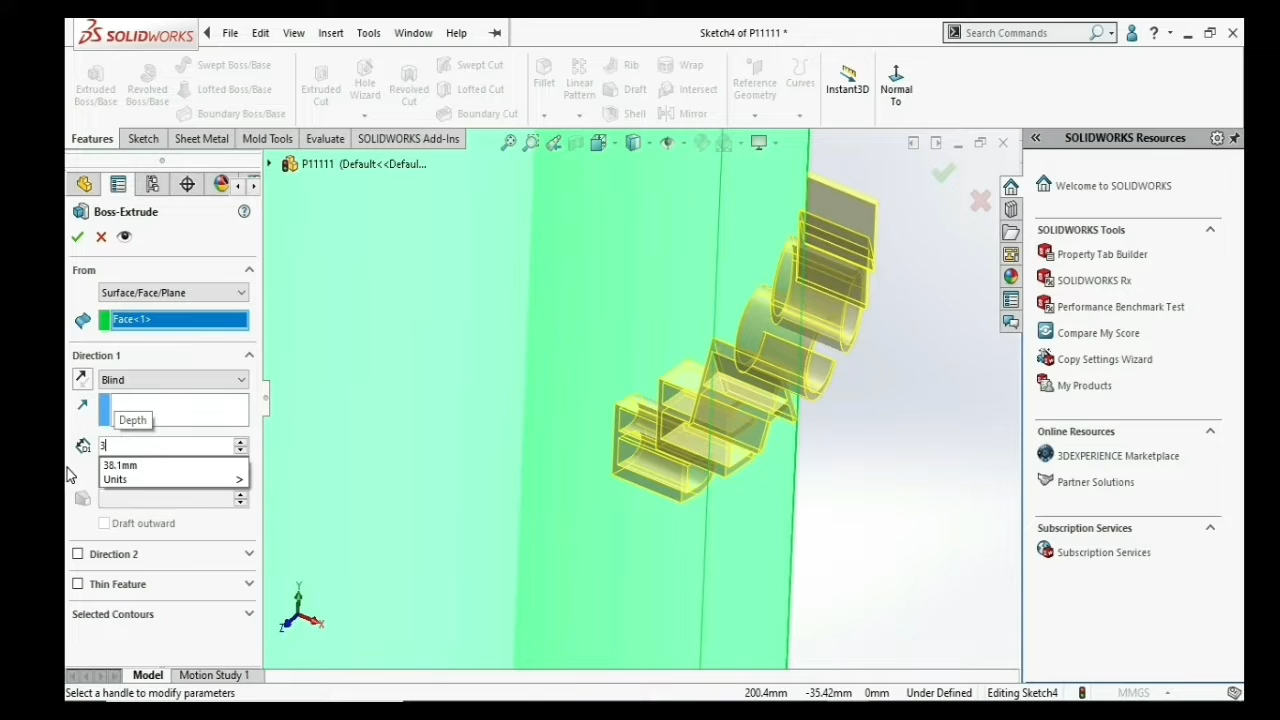 SOLIDWORKS File Edit View Insert Tools Window Help Sketch4 of P11111 * Search Commands ?
Extruded Boss/Base Revolved Boss/Base Swept Boss/Base Lofted Boss/Base Boundary Boss/Base Extruded Cut Hole Wizard Revolved Cut Swept Cut Lofted Cut Boundary Cut Fillet Linear Pattern Rib Draft Shell Wrap Intersect Mirror Reference Geometry Curves Instant3D Normal To
Features Sketch Sheet Metal Mold Tools Evaluate SOLIDWORKS Add-Ins
P11111 (Default<<Defaul...
Boss-Extrude
From
Surface/Face/Plane
Face<1>
Direction 1
Blind
Depth
3
38.1mm
Units >
Draft outward
Direction 2
Thin Feature
Selected Contours
Y
Z X
SOLIDWORKS Resources
Welcome to SOLIDWORKS
SOLIDWORKS Tools
Property Tab Builder
SOLIDWORKS Rx
Performance Benchmark Test
Compare My Score
Copy Settings Wizard
My Products
Online Resources
3DEXPERIENCE Marketplace
Partner Solutions
Subscription Services
Subscription Services
Model Motion Study 1
Select a handle to modify parameters 200.4mm -35.42mm 0mm Under Defined Editing Sketch4 MMGS